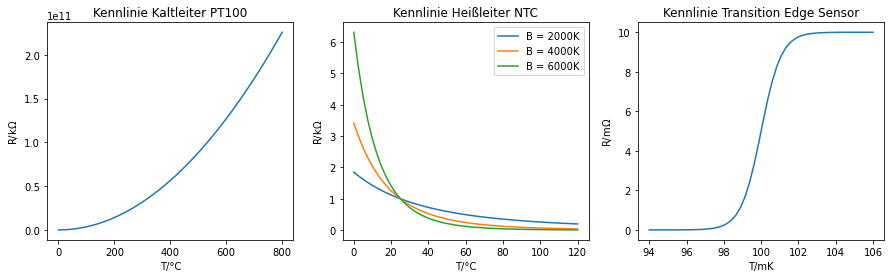 Kennlinie Kaltleiter PT100
1e11
2.0
1.5
1.0
0.5
0.0
R/kΩ
0 200 400 600 800
T/°C
Kennlinie Heißleiter NTC
B = 2000K
B = 4000K
B = 6000K
6
5
4
3
2
1
0
R/kΩ
0 20 40 60 80 100 120
T/°C
Kennlinie Transition Edge Sensor
10
8
6
4
2
0
R/mΩ
94 96 98 100 102 104 106
T/mK